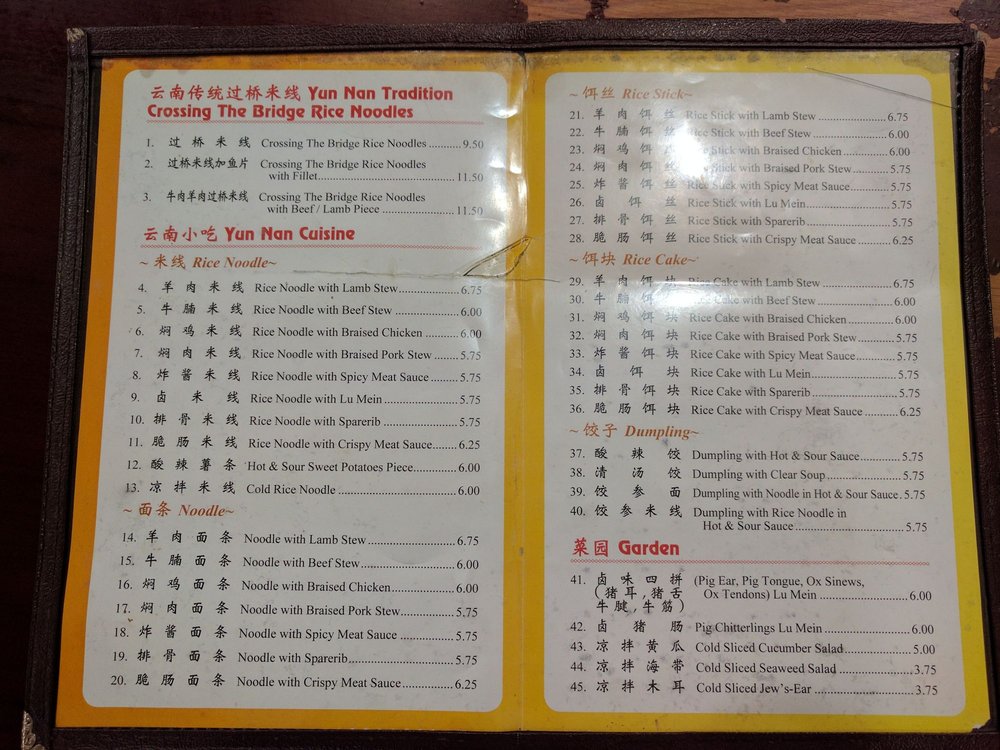 云南传统过桥米线 Yun Nan Tradition
Crossing The Bridge Rice Noodles
1. 过桥米线 Crossing The Bridge Rice Noodles 9.50
2. 过桥米线加鱼片 Crossing The Bridge Rice Noodles
with Fillet 11.50
3. 牛肉羊肉过桥米线 Crossing The Bridge Rice Noodles
with Beef / Lamb Piece 11.50
云南小吃 Yun Nan Cuisine
~米线 Rice Noodle~
4. 羊肉米线 Rice Noodle with Lamb Stew 6.75
5. 牛腩米线 Rice Noodle with Beef Stew 6.00
6. 焖鸡米线 Rice Noodle with Braised Chicken 6.00
7. 焖肉米线 Rice Noodle with Braised Pork Stew 5.75
8. 炸酱米线 Rice Noodle with Spicy Meat Sauce 5.75
9. 卤米线 Rice Noodle with Lu Mein 5.75
10. 排骨米线 Rice Noodle with Sparerib 5.75
11. 脆肠米线 Rice Noodle with Crispy Meat Sauce 6.25
12. 酸辣薯条 Hot & Sour Sweet Potatoes Piece 6.00
13. 凉拌米线 Cold Rice Noodle 6.00
~面条 Noodle~
14. 羊肉面条 Noodle with Lamb Stew 6.75
15. 牛腩面条 Noodle with Beef Stew 6.00
16. 焖鸡面条 Noodle with Braised Chicken 6.00
17. 焖肉面条 Noodle with Braised Pork Stew 5.75
18. 炸酱面条 Noodle with Spicy Meat Sauce 5.75
19. 排骨面条 Noodle with Sparerib 5.75
20. 脆肠面条 Noodle with Crispy Meat Sauce 6.25
~饵丝 Rice Stick~
21. 羊肉饵丝 Rice Stick with Lamb Stew 6.75
22. 牛腩饵丝 Rice Stick with Beef Stew 6.00
23. 焖鸡饵丝 Rice Stick with Braised Chicken 6.00
24. 焖肉饵丝 Rice Stick with Braised Pork Stew 5.75
25. 炸酱饵丝 Rice Stick with Spicy Meat Sauce 5.75
26. 卤饵丝 Rice Stick with Lu Mein 5.75
27. 排骨饵丝 Rice Stick with Sparerib 5.75
28. 脆肠饵丝 Rice Stick with Crispy Meat Sauce 6.25
~饵块 Rice Cake~
29. 羊肉饵块 Rice Cake with Lamb Stew 6.75
30. 牛腩饵块 Rice Cake with Beef Stew 6.00
31. 焖鸡饵块 Rice Cake with Braised Chicken 6.00
32. 焖肉饵块 Rice Cake with Braised Pork Stew 5.75
33. 炸酱饵块 Rice Cake with Spicy Meat Sauce 5.75
34. 卤饵块 Rice Cake with Lu Mein 5.75
35. 排骨饵块 Rice Cake with Sparerib 5.75
36. 脆肠饵块 Rice Cake with Crispy Meat Sauce 6.25
~饺子 Dumpling~
37. 酸辣饺 Dumpling with Hot & Sour Sauce 5.75
38. 清汤饺 Dumpling with Clear Soup 5.75
39. 饺参面 Dumpling with Noodle in Hot & Sour Sauce 5.75
40. 饺参米线 Dumpling with Rice Noodle in
Hot & Sour Sauce 5.75
菜园 Garden
41. 卤味四拼 (Pig Ear, Pig Tongue, Ox Sinews,
(猪耳,猪舌 Ox Tendons) Lu Mein 6.00
牛腱,牛筋)
42. 卤猪肠 Pig Chitterlings Lu Mein 6.00
43. 凉拌黄瓜 Cold Sliced Cucumber Salad 5.00
44. 凉拌海带 Cold Sliced Seaweed Salad 3.75
45. 凉拌木耳 Cold Sliced Jew's-Ear 3.75